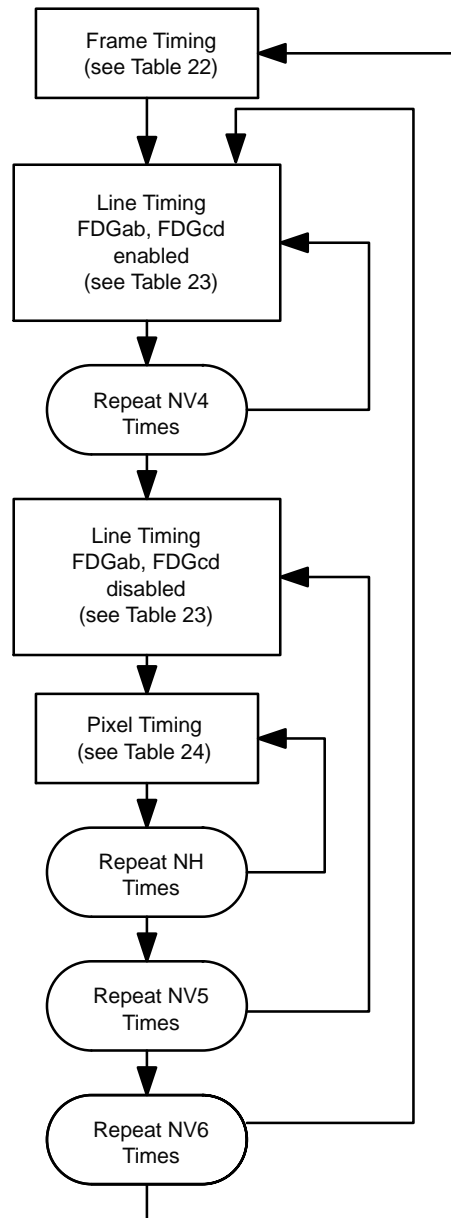 Frame Timing
(see Table 22)
Line Timing
FDGab, FDGcd
enabled
(see Table 23)
Repeat NV4
Times
Line Timing
FDGab, FDGcd
disabled
(see Table 23)
Pixel Timing
(see Table 24)
Repeat NH
Times
Repeat NV5
Times
Repeat NV6
Times